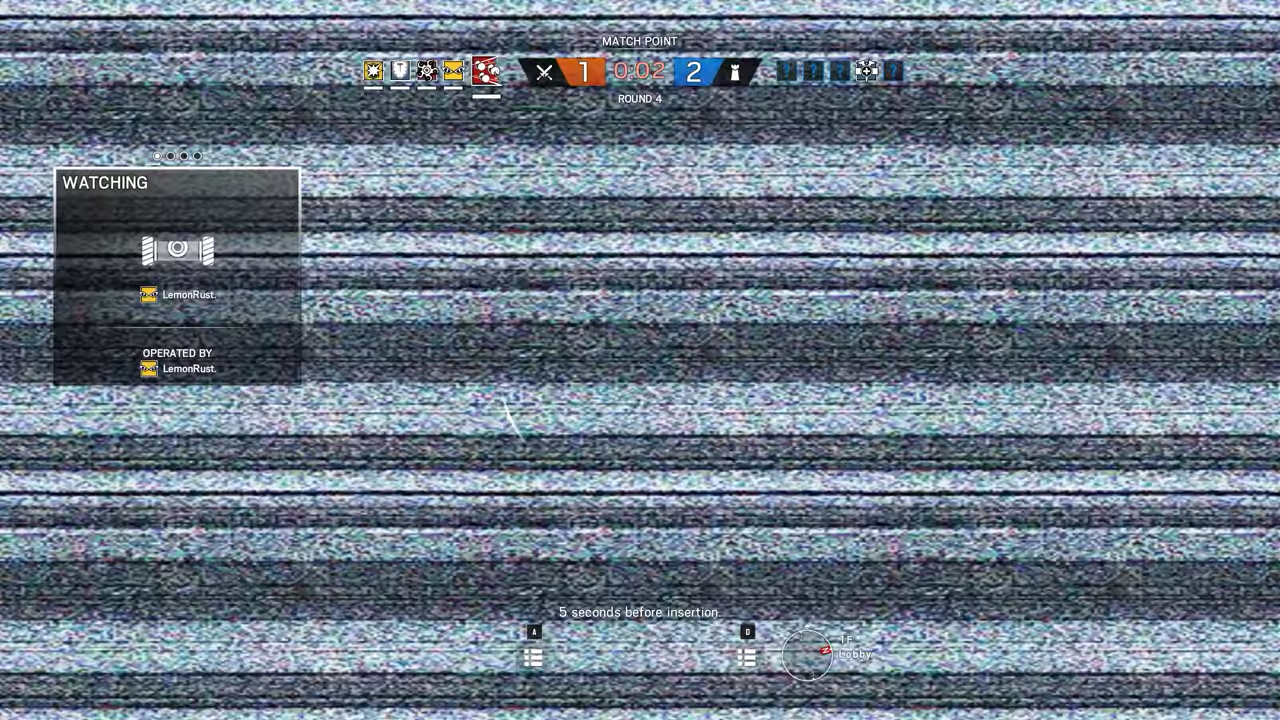 MATCH POINT
1 0:02 2
? ? ? ?
ROUND 4
WATCHING
LemonRust.
OPERATED BY
LemonRust.
5 seconds before insertion.
A D
1F
Lobby